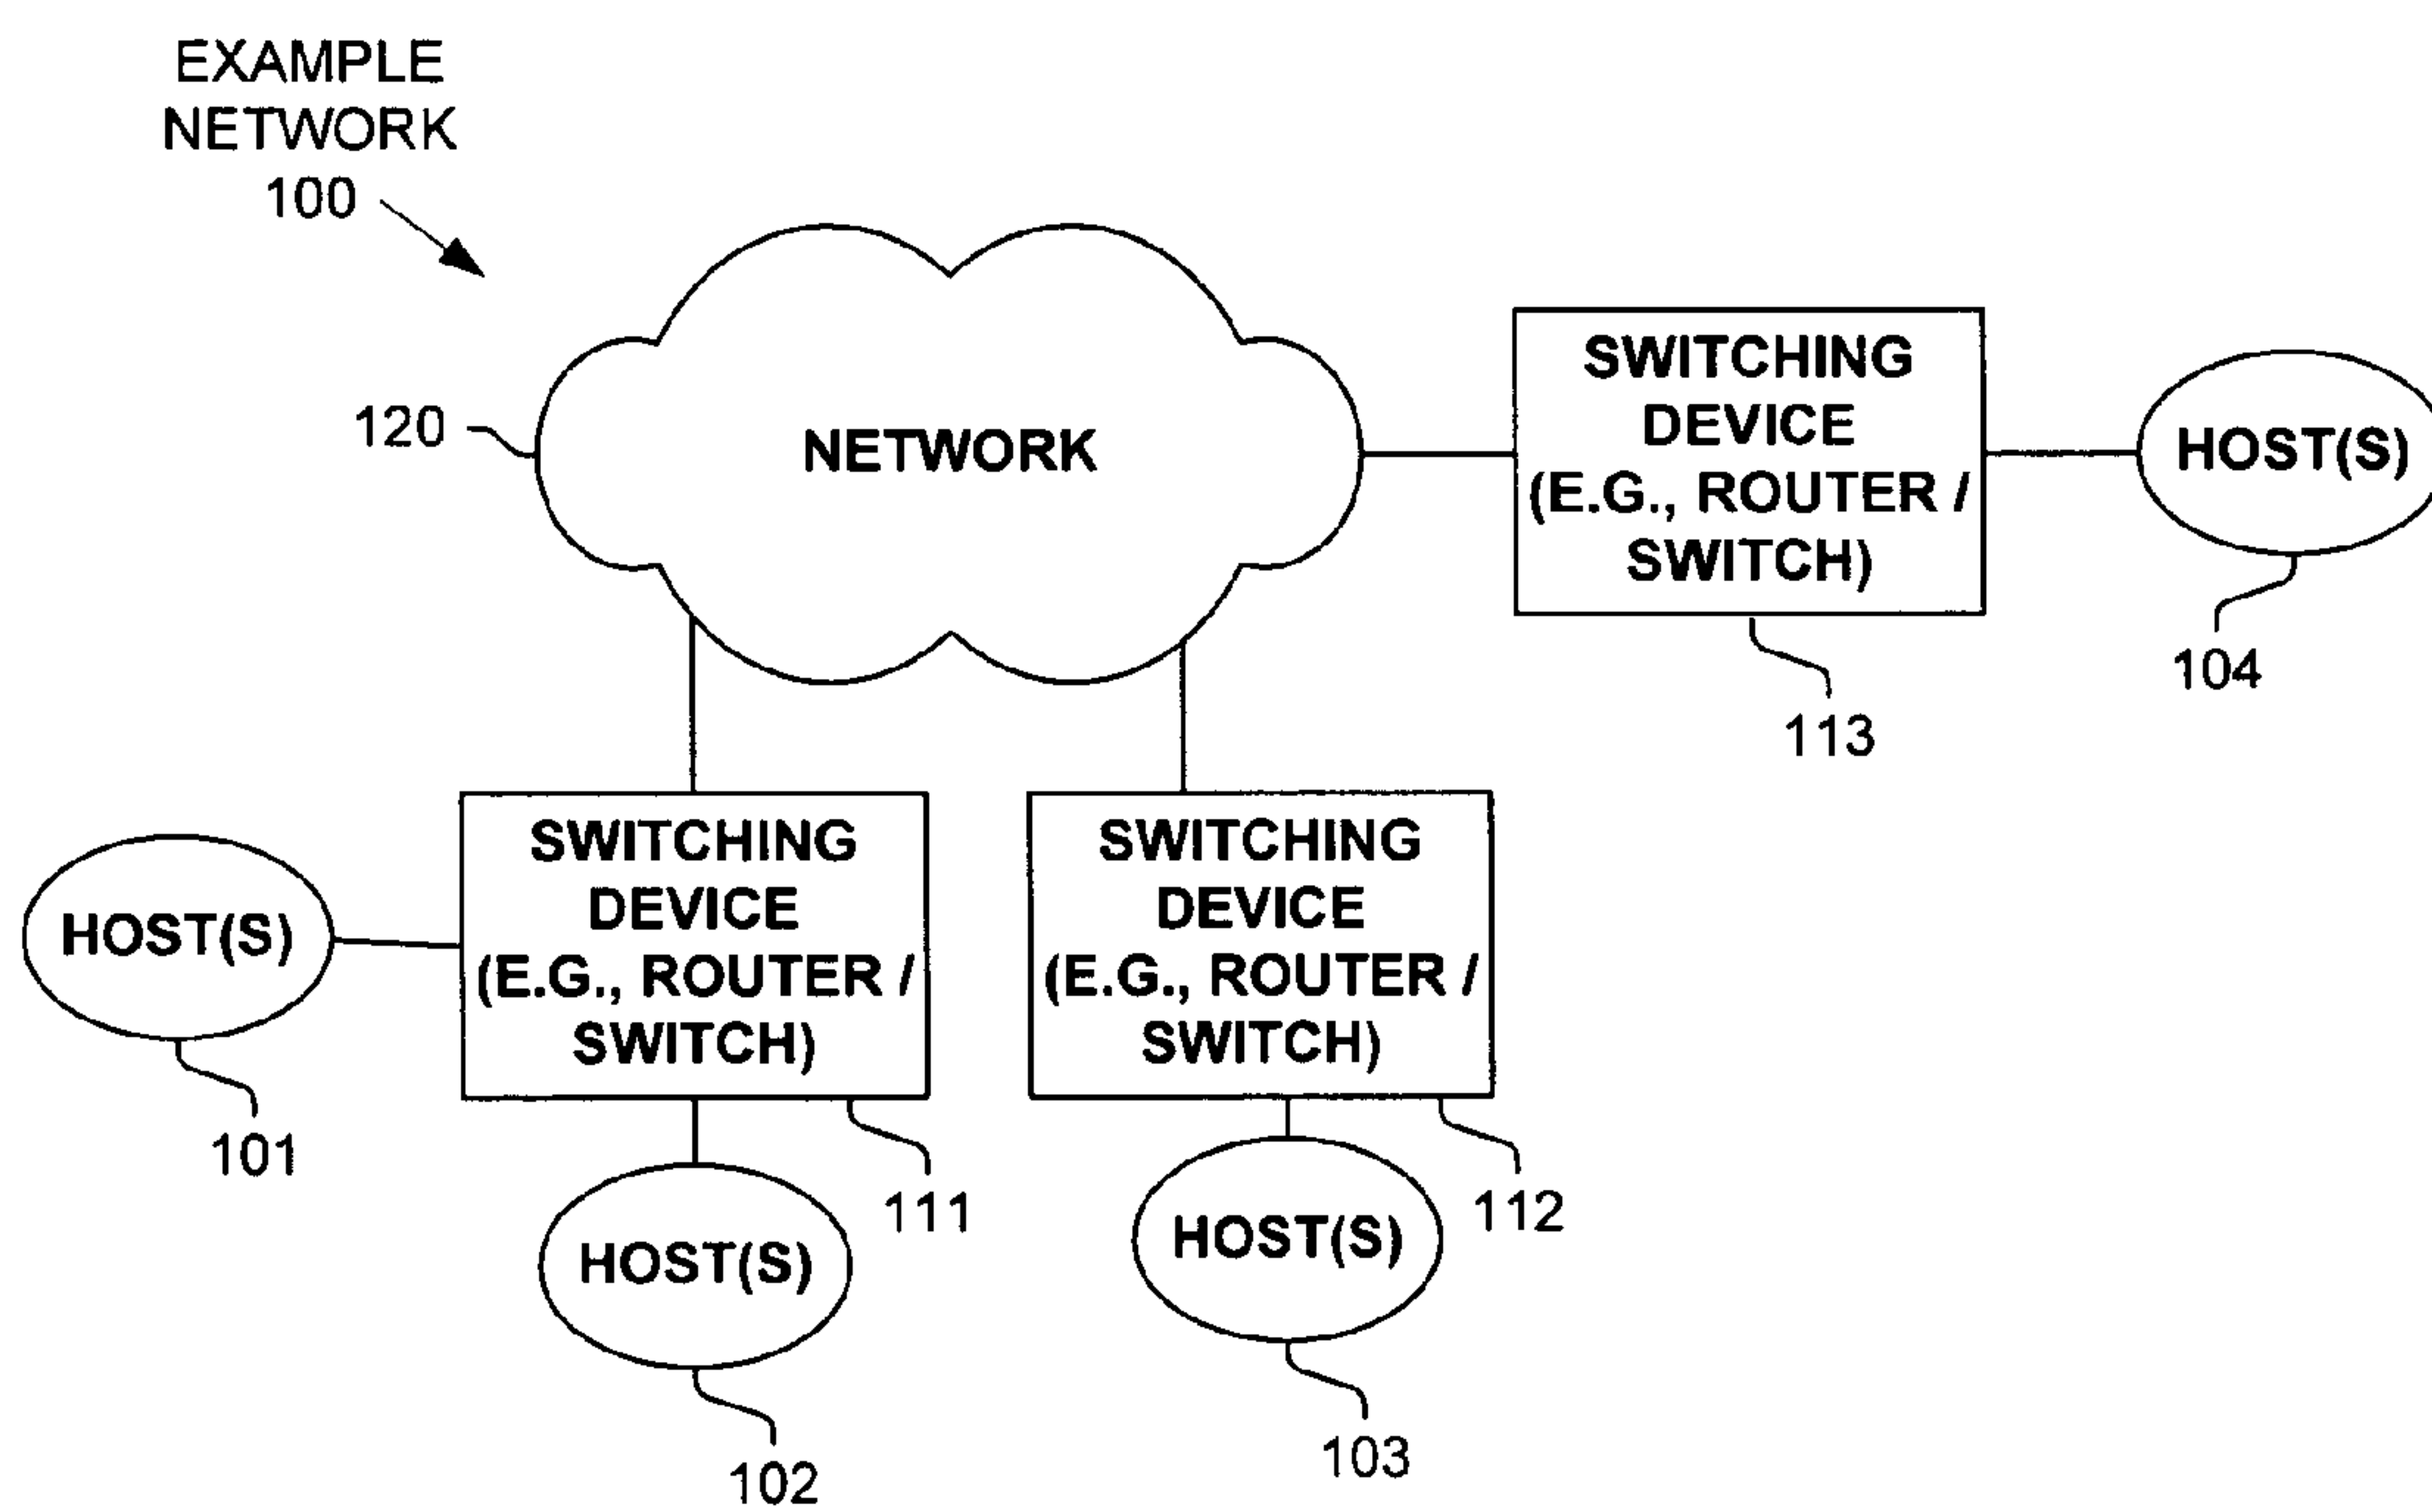 EXAMPLE
NETWORK
100
120
NETWORK
SWITCHING
DEVICE
(E.G., ROUTER /
SWITCH)
HOST(S)
104
113
HOST(S)
101
SWITCHING
DEVICE
(E.G., ROUTER /
SWITCH)
111
SWITCHING
DEVICE
(E.G., ROUTER /
SWITCH)
112
HOST(S)
102
HOST(S)
103